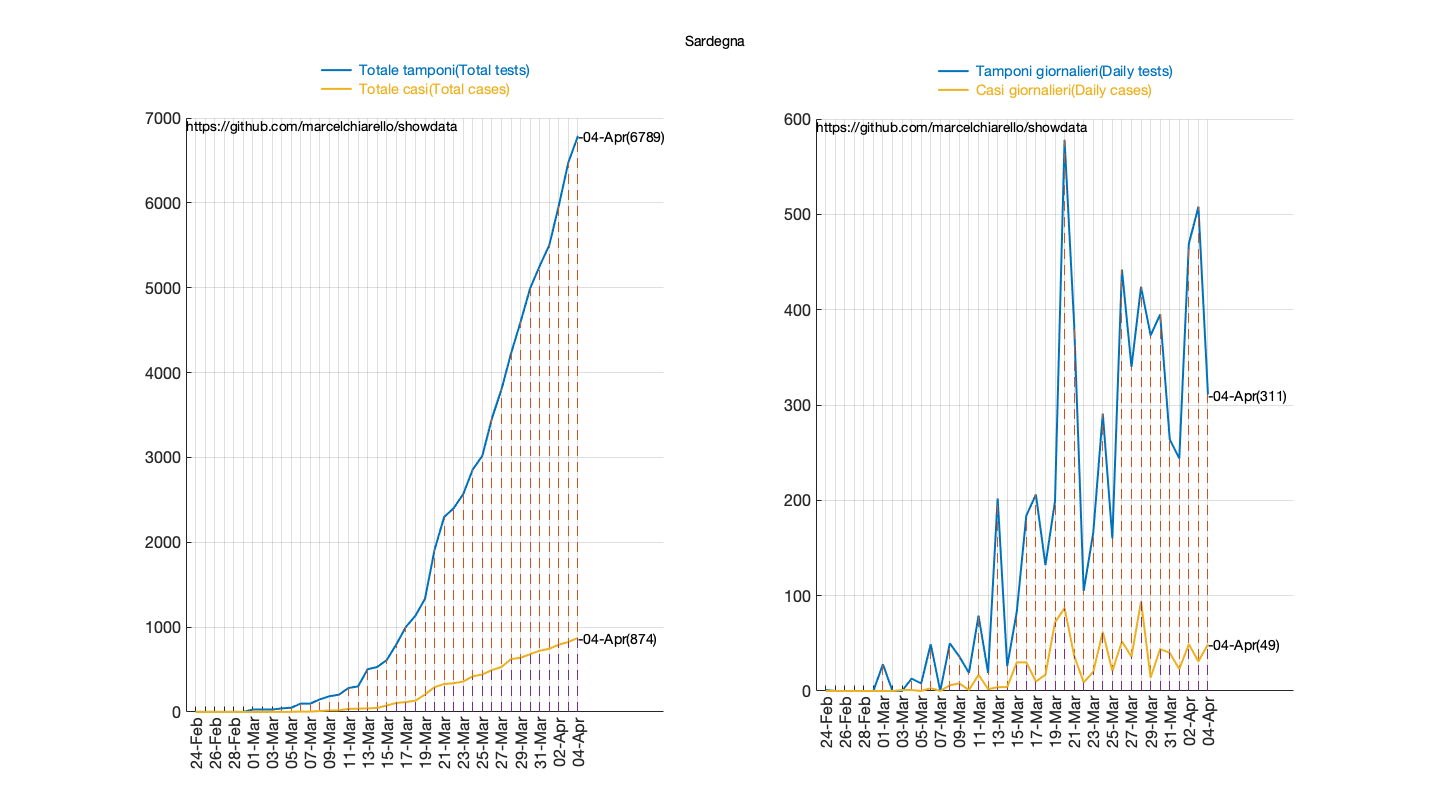 Sardegna
Totale tamponi(Total tests)
Totale casi(Total cases)
7000
6000
5000
4000
3000
2000
1000
0
https://github.com/marcelchiarello/showdata
-04-Apr(6789)
-04-Apr(874)
24-Feb
26-Feb
28-Feb
01-Mar
03-Mar
05-Mar
07-Mar
09-Mar
11-Mar
13-Mar
15-Mar
17-Mar
19-Mar
21-Mar
23-Mar
25-Mar
27-Mar
29-Mar
31-Mar
02-Apr
04-Apr
Tamponi giornalieri(Daily tests)
Casi giornalieri(Daily cases)
600
500
400
300
200
100
0
https://github.com/marcelchiarello/showdata
-04-Apr(311)
-04-Apr(49)
24-Feb
26-Feb
28-Feb
01-Mar
03-Mar
05-Mar
07-Mar
09-Mar
11-Mar
13-Mar
15-Mar
17-Mar
19-Mar
21-Mar
23-Mar
25-Mar
27-Mar
29-Mar
31-Mar
02-Apr
04-Apr